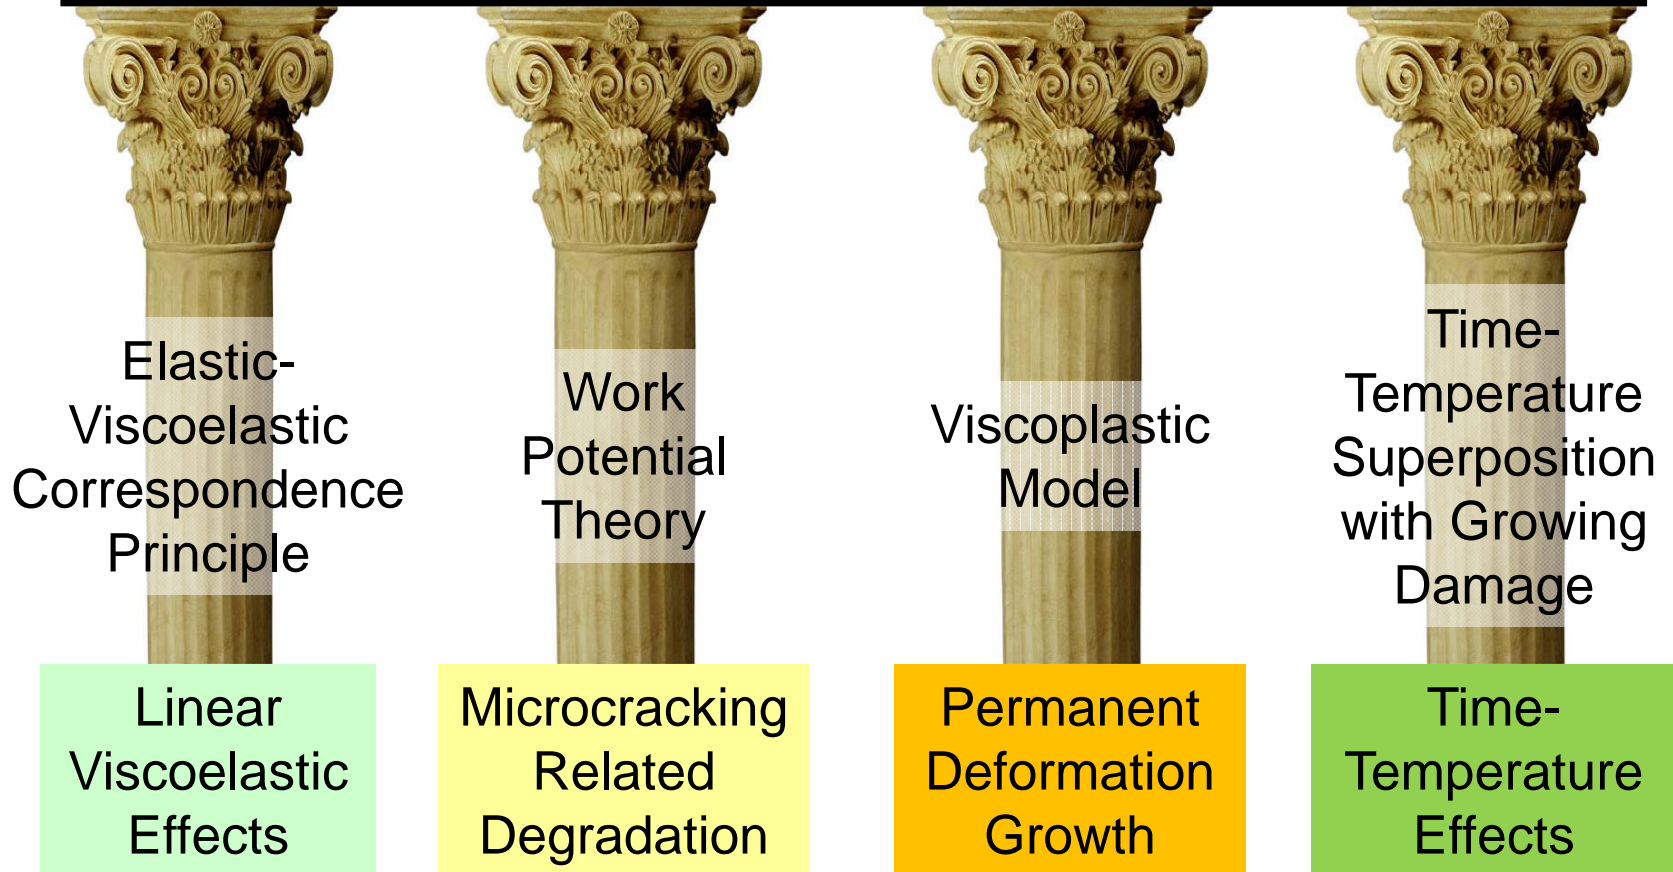 Elastic-
Viscoelastic
Correspondence
Principle
Work
Potential
Theory
Viscoplastic
Model
Time-
Temperature
Superposition
with Growing
Damage
Linear
Viscoelastic
Effects
Microcracking
Related
Degradation
Permanent
Deformation
Growth
Time-
Temperature
Effects